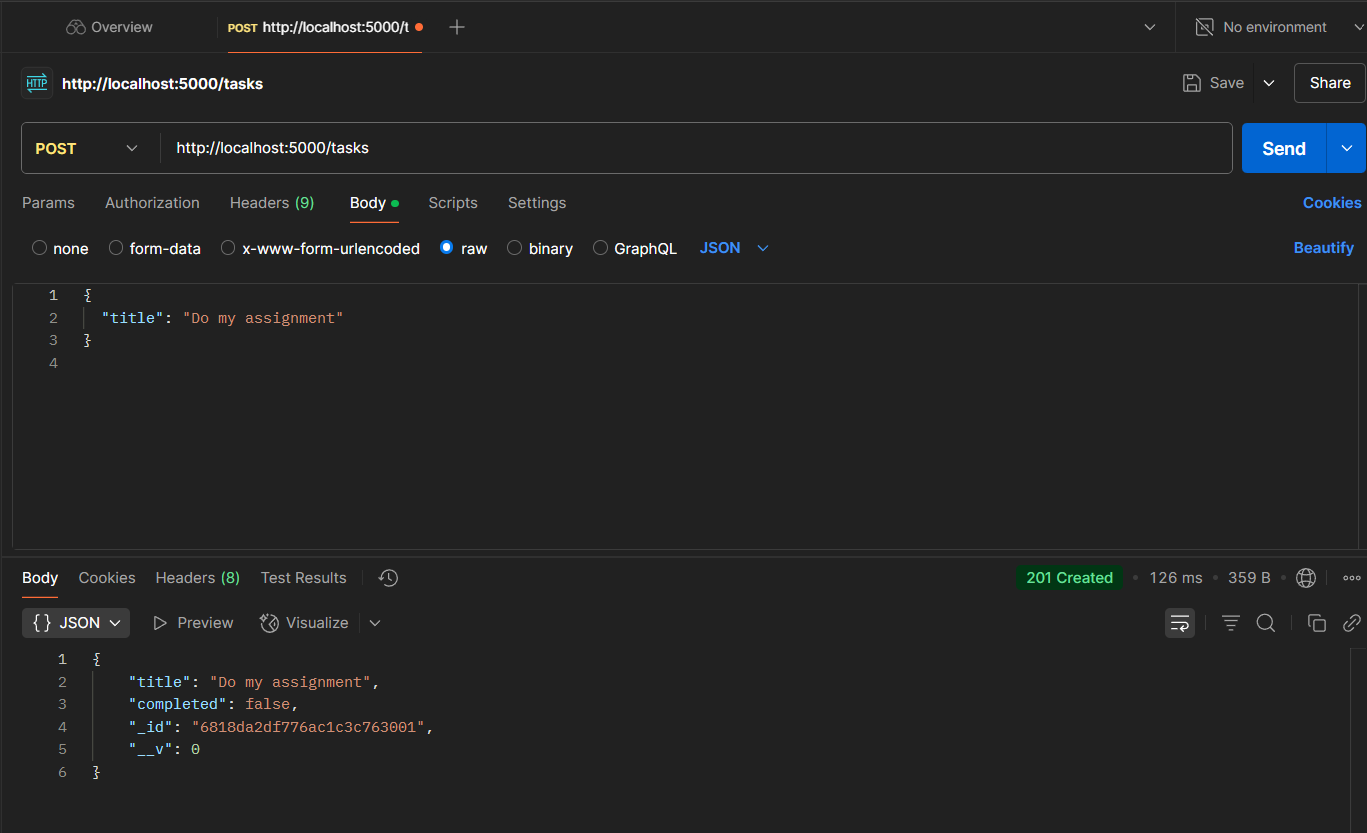 Overview
POST http://localhost:5000/t
No environment
HTTP http://localhost:5000/tasks
Save
Share
POST
http://localhost:5000/tasks
Send
Params Authorization Headers (9) Body Scripts Settings
Cookies
none form-data x-www-form-urlencoded raw binary GraphQL JSON
Beautify
1 {
2 "title": "Do my assignment"
3 }
4
Body Cookies Headers (8) Test Results
201 Created • 126 ms • 359 B •
{} JSON Preview Visualize
1 {
2 "title": "Do my assignment",
3 "completed": false,
4 "_id": "6818da2df776ac1c3c763001",
5 "__v": 0
6 }